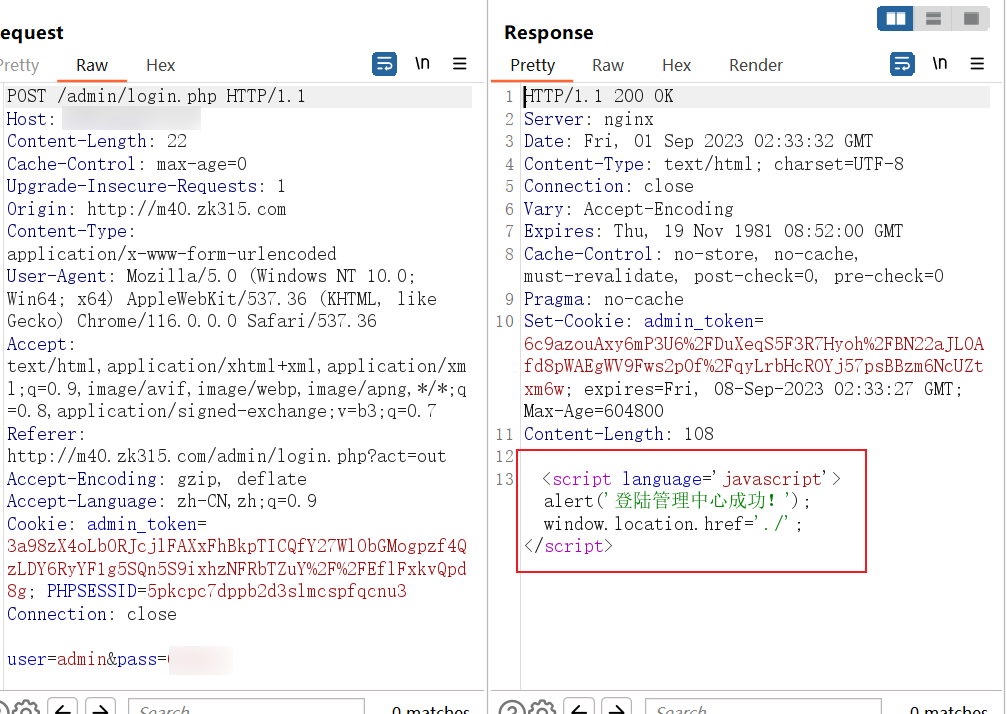 equest
Pretty Raw Hex \n
POST /admin/login.php HTTP/1.1
Host:
Content-Length: 22
Cache-Control: max-age=0
Upgrade-Insecure-Requests: 1
Origin: http://m40.zk315.com
Content-Type:
application/x-www-form-urlencoded
User-Agent: Mozilla/5.0 (Windows NT 10.0;
Win64; x64) AppleWebKit/537.36 (KHTML, like
Gecko) Chrome/116.0.0.0 Safari/537.36
Accept:
text/html,application/xhtml+xml,application/xm
l;q=0.9,image/avif,image/webp,image/apng,*/*;q
=0.8,application/signed-exchange;v=b3;q=0.7
Referer:
http://m40.zk315.com/admin/login.php?act=out
Accept-Encoding: gzip, deflate
Accept-Language: zh-CN,zh;q=0.9
Cookie: admin_token=
3a98zX4oLb0RJcjlFAXxFhBkpTICQfY27Wl0bGMogpzf4Q
zLDY6RyYF1g5SQn5S9ixhzNFRbTZuY%2F%2FEflFxkvQpd
8g; PHPSESSID=5pkcpc7dppb2d3slmcspfqcnu3
Connection: close
user=admin&pass=
Search 0 matches
Response
Pretty Raw Hex Render \n
1 HTTP/1.1 200 OK
2 Server: nginx
3 Date: Fri, 01 Sep 2023 02:33:32 GMT
4 Content-Type: text/html; charset=UTF-8
5 Connection: close
6 Vary: Accept-Encoding
7 Expires: Thu, 19 Nov 1981 08:52:00 GMT
8 Cache-Control: no-store, no-cache,
must-revalidate, post-check=0, pre-check=0
9 Pragma: no-cache
10 Set-Cookie: admin_token=
6c9azouAxy6mP3U6%2FDuXeqS5F3R7Hyoh%2FBN22aJL0A
fd8pWAEgWV9Fws2p0f%2FqyLrbHcROYj57psBBzm6NcUZt
xm6w; expires=Fri, 08-Sep-2023 02:33:27 GMT;
Max-Age=604800
11 Content-Length: 108
12
13 <script language='javascript'>
alert('登陆管理中心成功！');
window.location.href='./';
</script>
Search 0 matches